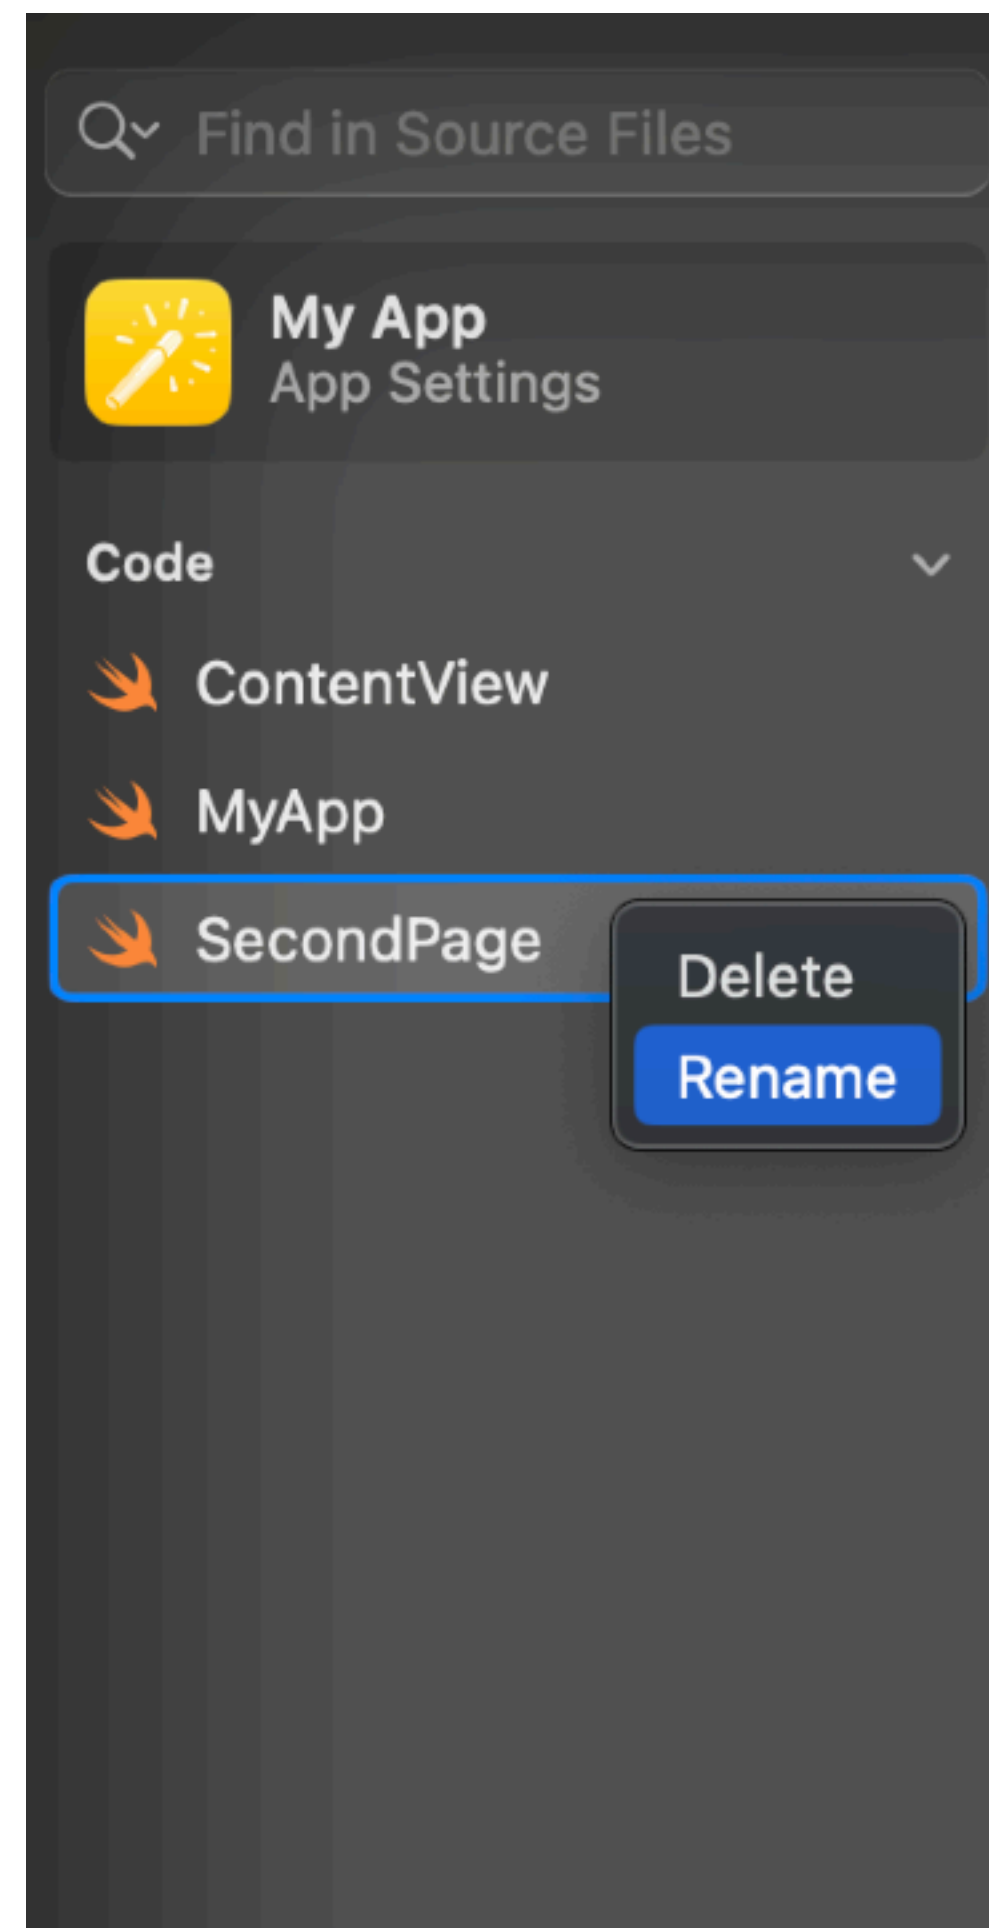 Find in Source Files
My App
App Settings
Code
ContentView
MyApp
SecondPage
Delete
Rename